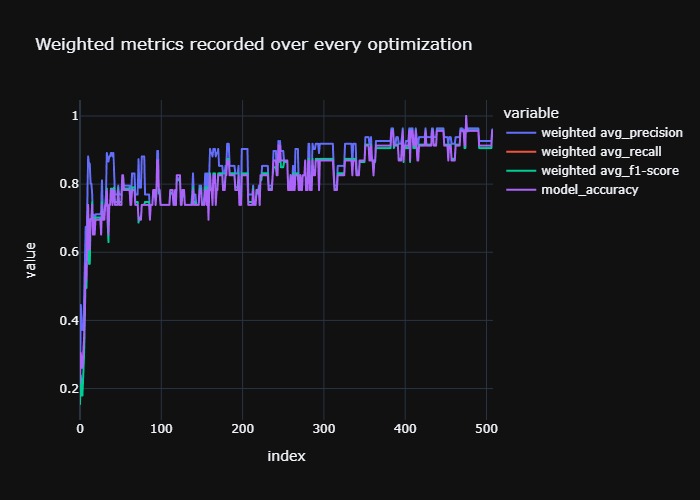 Weighted metrics recorded over every optimization
variable
weighted avg_precision
weighted avg_recall
weighted avg_f1-score
model_accuracy
value
1
0.8
0.6
0.4
0.2
0
100
200
300
400
500
index